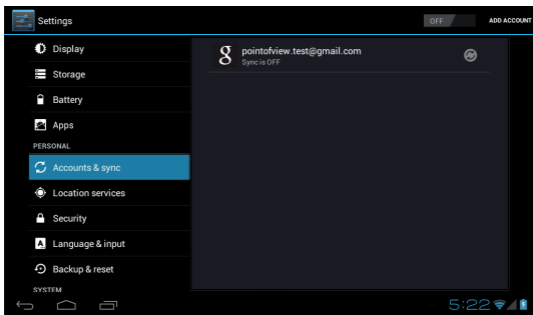 Settings
OFF
ADD ACCOUNT
Display
Storage
Battery
Apps
PERSONAL
Accounts & sync
Location services
Security
Language & input
Backup & reset
SYSTEM
g
pointofview.test@gmail.com
Sync is OFF
5:22